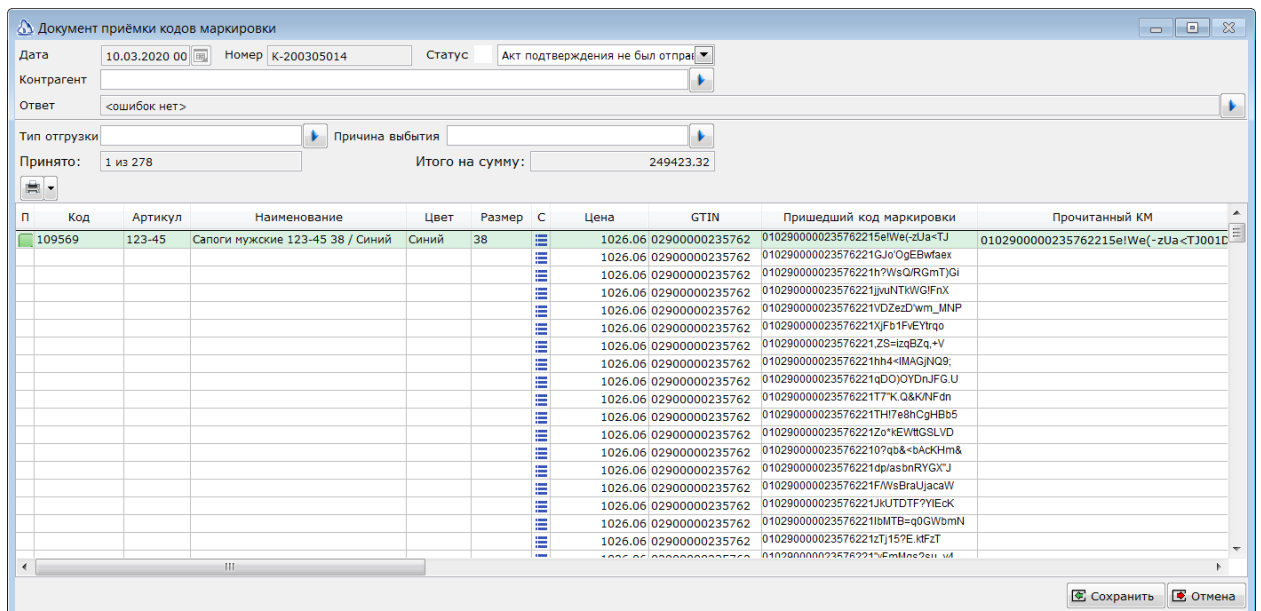 Документ приёмки кодов маркировки
Дата 10.03.2020 00 Номер K-200305014 Статус Акт подтверждения не был отправ
Контрагент
Ответ <ошибок нет>
Тип отгрузки Причина выбытия
Принято: 1 из 278 Итого на сумму: 249423.32
П Код Артикул Наименование Цвет Размер С Цена GTIN Пришедший код маркировки Прочитанный КМ
109569 123-45 Сапоги мужские 123-45 38 / Синий Синий 38 1026.06 02900000235762 0102900000235762215e!We(-zUa<TJ 0102900000235762215e!We(-zUa<TJ001D
1026.06 02900000235762 010290000023576221GJo'OgEBwfaex
1026.06 02900000235762 010290000023576221h?WsQ/RGmT)Gi
1026.06 02900000235762 010290000023576221jjvuNTkWG!FnX
1026.06 02900000235762 010290000023576221VDZezD'wm_MNP
1026.06 02900000235762 010290000023576221XjFb1FvEYtrqo
1026.06 02900000235762 010290000023576221,ZS=izqBZq,+V
1026.06 02900000235762 010290000023576221hh4<IMAGjNQ9;
1026.06 02900000235762 010290000023576221qDO)OYDnJFG.U
1026.06 02900000235762 010290000023576221T7"K.Q&K/NFdn
1026.06 02900000235762 010290000023576221TH!7e8hCgHBb5
1026.06 02900000235762 010290000023576221Zo*kEWttGSLVD
1026.06 02900000235762 0102900000235762210?qb&<bAcKHm&
1026.06 02900000235762 010290000023576221dp/asbnRYGX"J
1026.06 02900000235762 010290000023576221F/WsBraUjacaW
1026.06 02900000235762 010290000023576221JkUTDTF?YIEcK
1026.06 02900000235762 010290000023576221IbMTB=q0GWbmN
1026.06 02900000235762 010290000023576221zTj15?E.ktFzT
Сохранить Отмена